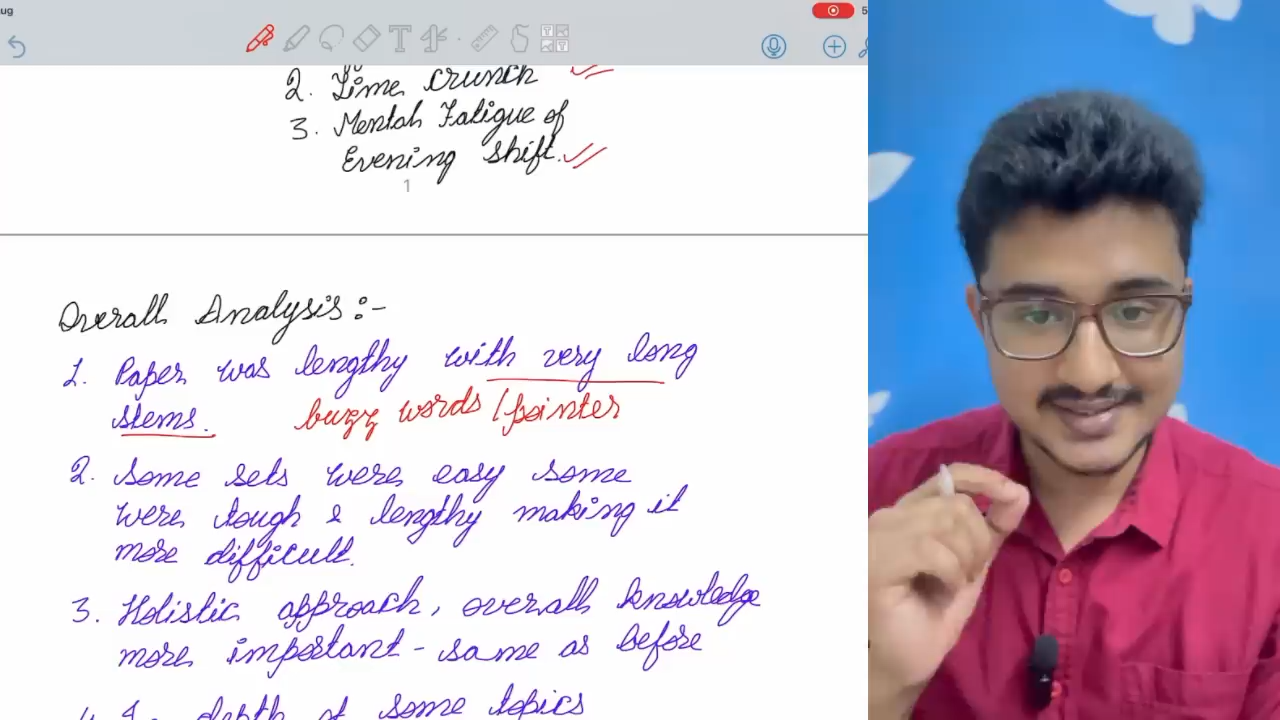 ug
5
T
2. Time crunch
3. Mental Fatigue of
Evening shift.
1
Overall Analysis :-
1. Paper was lengthy with very long
stems. buzz words / pointer
2. Some sets were easy some
were tough & lengthy making it
more difficult.
3. Holistic approach, overall knowledge
more important - same as before
4. depth of some topics